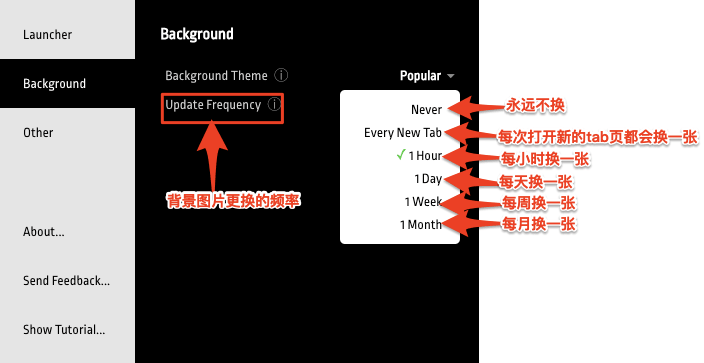 Launcher
Background
Other
About...
Send Feedback...
Show Tutorial...
Background
Background Theme
Popular
Update Frequency
背景图片更换的频率
Never
永远不换
Every New Tab
每次打开新的tab页都会换一张
✓ 1 Hour
每小时换一张
1 Day
每天换一张
1 Week
每周换一张
1 Month
每月换一张